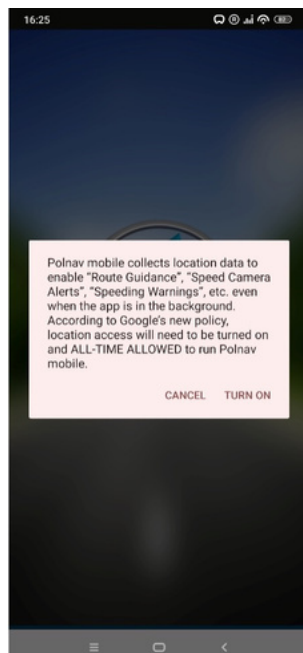 16:25
Polnav mobile collects location data to
enable “Route Guidance”, “Speed Camera
Alerts”, “Speeding Warnings”, etc. even
when the app is in the background.
According to Google’s new policy,
location access will need to be turned on
and ALL-TIME ALLOWED to run Polnav
mobile.
CANCEL TURN ON